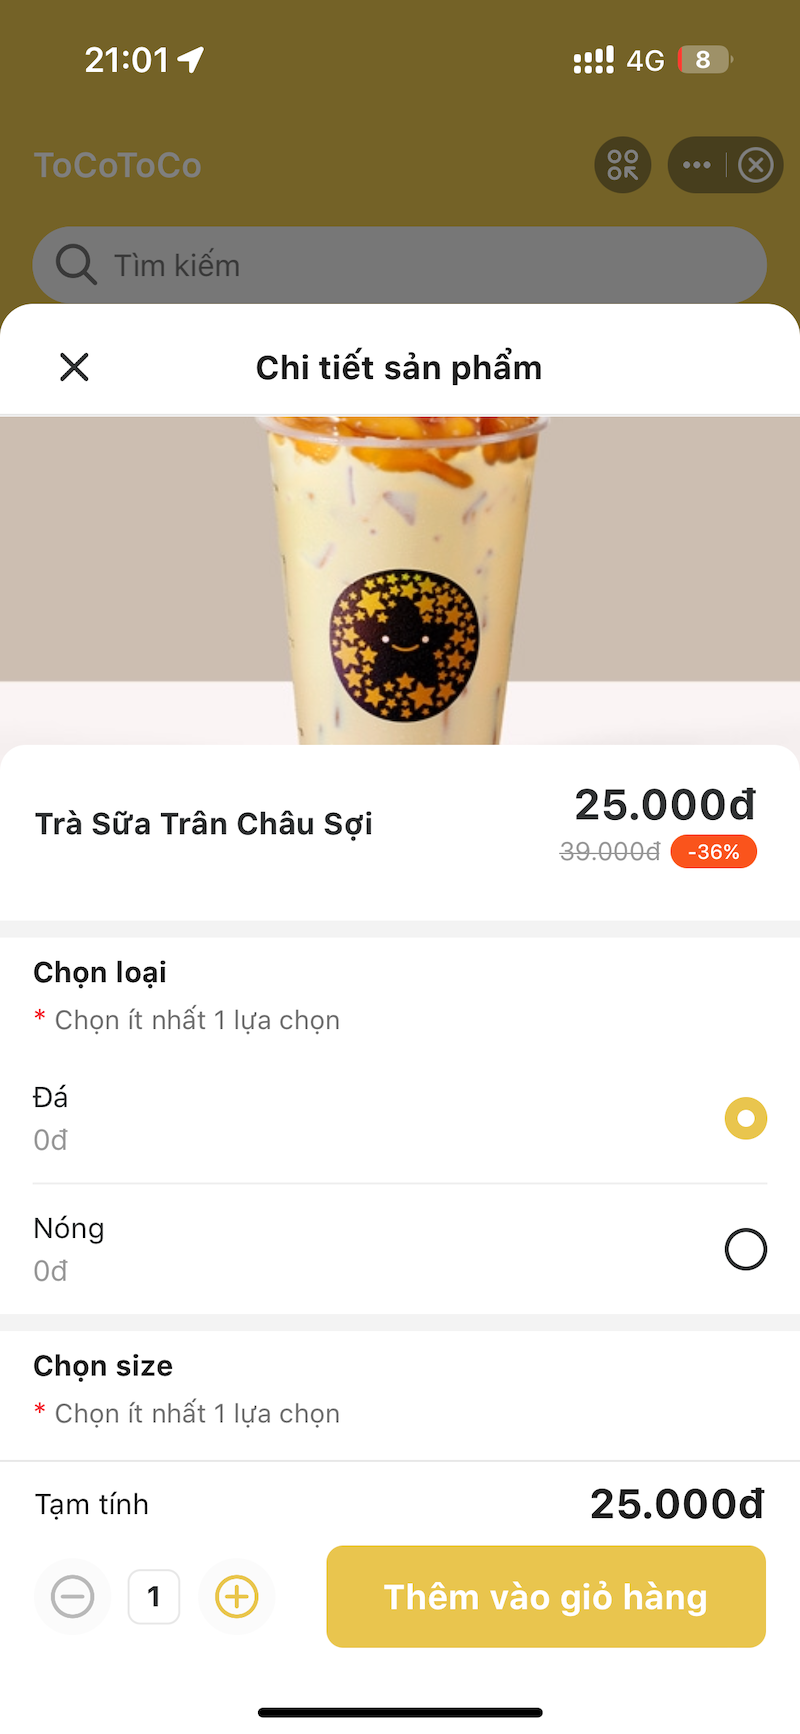 21:01
4G
8
ToCoToCo
Tìm kiếm
Chi tiết sản phẩm
Trà Sữa Trân Châu Sợi
25.000đ
39.000đ
-36%
Chọn loại
* Chọn ít nhất 1 lựa chọn
Đá
0đ
Nóng
0đ
Chọn size
* Chọn ít nhất 1 lựa chọn
Tạm tính
25.000đ
1
Thêm vào giỏ hàng